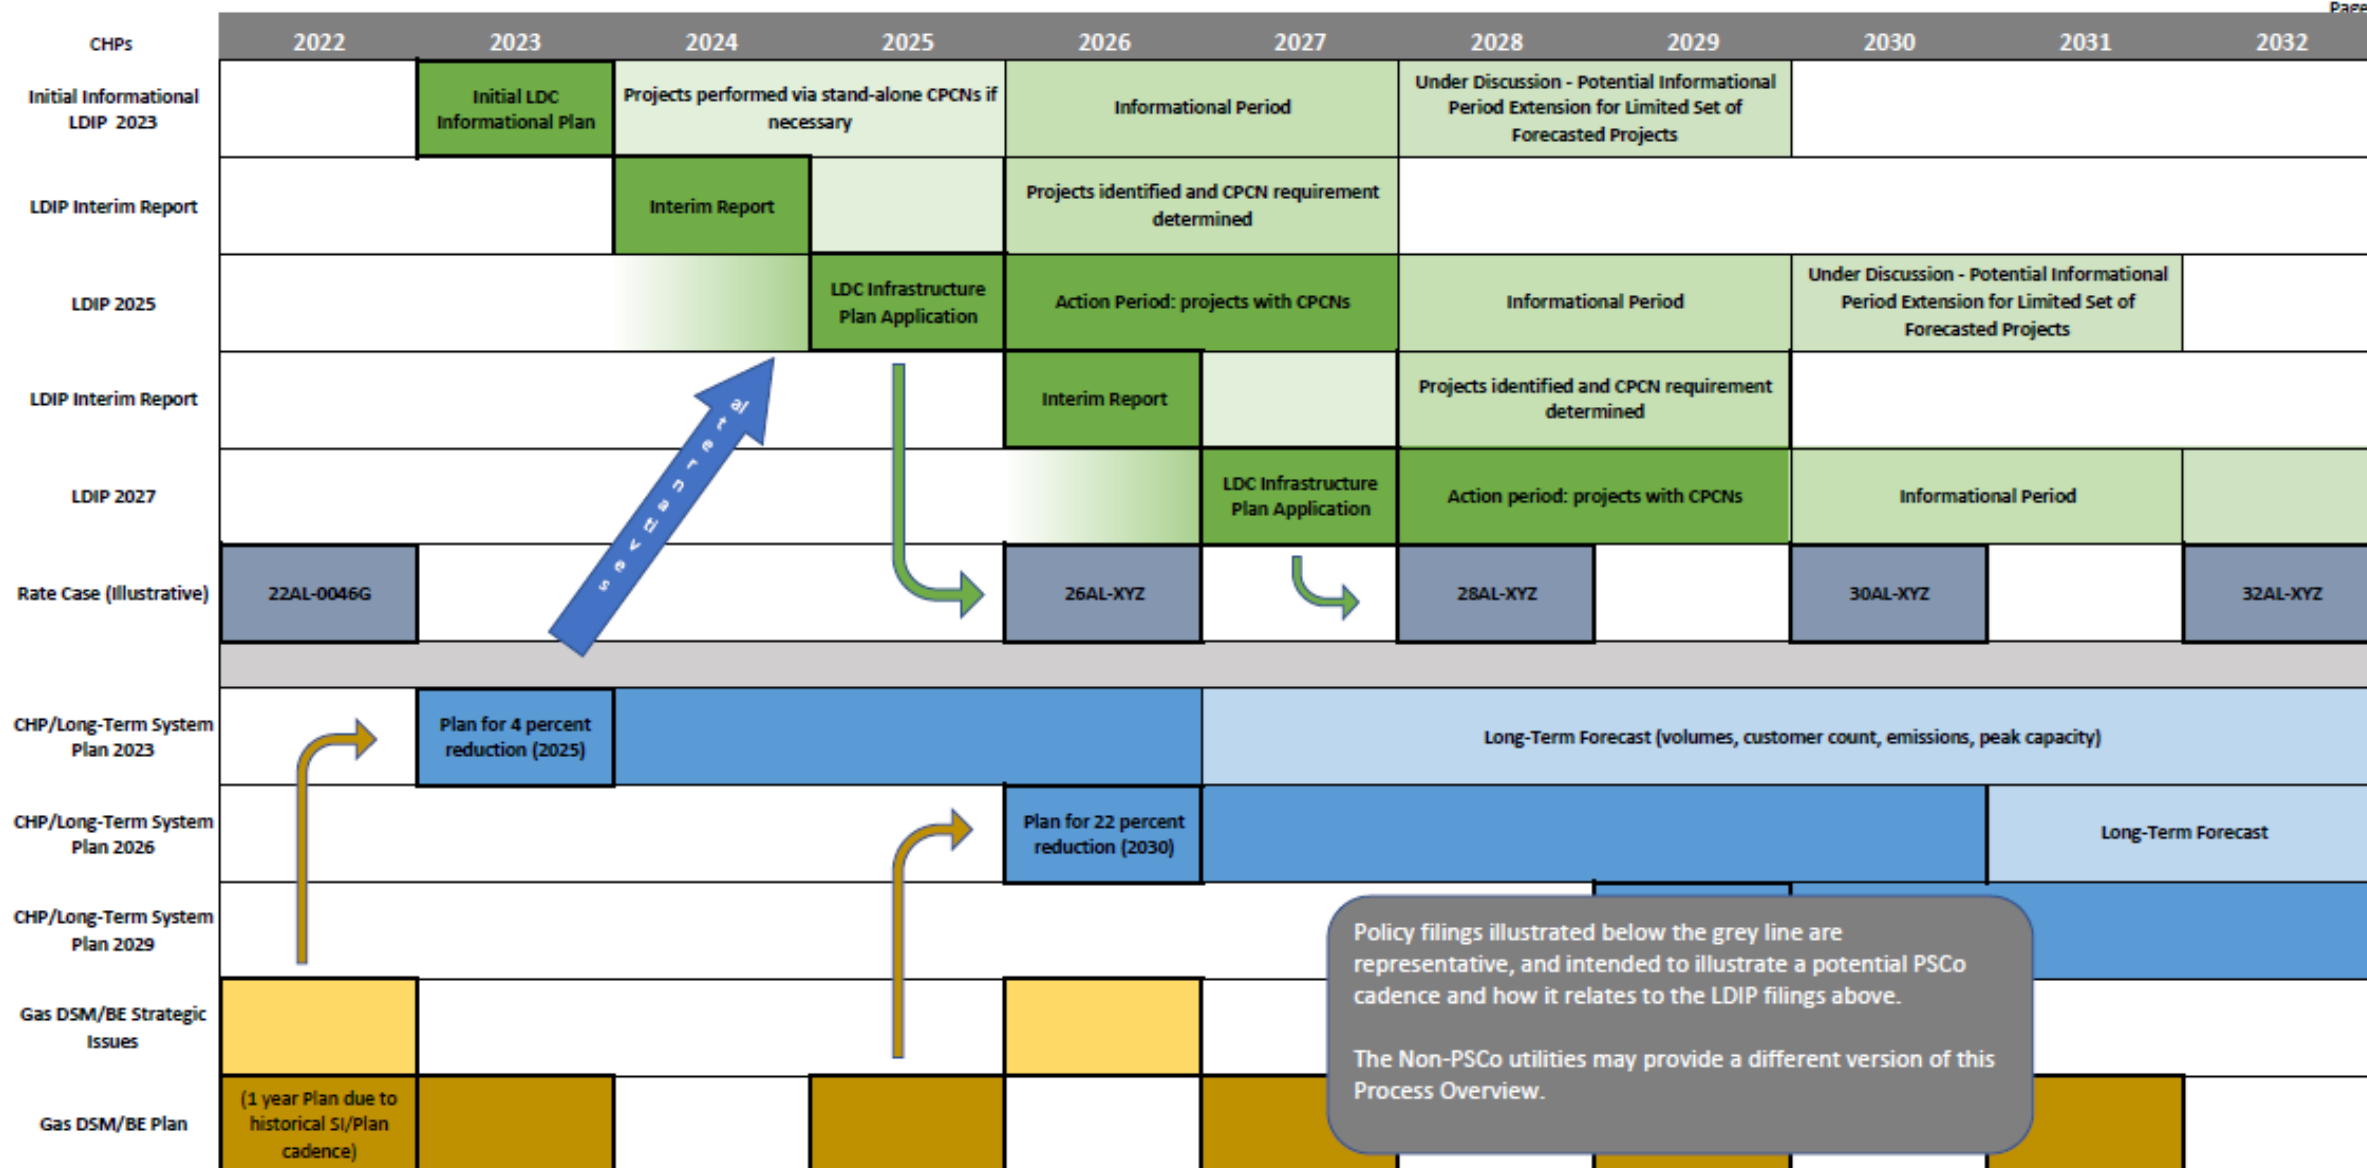 Page
CHPs 2022 2023 2024 2025 2026 2027 2028 2029 2030 2031 2032
Initial Informational
LDIP 2023
Initial LDC
Informational Plan
Projects performed via stand-alone CPCNs if
necessary
Informational Period
Under Discussion - Potential Informational
Period Extension for Limited Set of
Forecasted Projects
LDIP Interim Report
Interim Report
Projects identified and CPCN requirement
determined
LDIP 2025
LDC Infrastructure
Plan Application
Action Period: projects with CPCNs
Informational Period
Under Discussion - Potential Informational
Period Extension for Limited Set of
Forecasted Projects
LDIP Interim Report
Interim Report
Projects identified and CPCN requirement
determined
alternatives
LDIP 2027
LDC Infrastructure
Plan Application
Action period: projects with CPCNs
Informational Period
Rate Case (Illustrative)
22AL-0046G
26AL-XYZ
28AL-XYZ
30AL-XYZ
32AL-XYZ
CHP/Long-Term System
Plan 2023
Plan for 4 percent
reduction (2025)
Long-Term Forecast (volumes, customer count, emissions, peak capacity)
CHP/Long-Term System
Plan 2026
Plan for 22 percent
reduction (2030)
Long-Term Forecast
CHP/Long-Term System
Plan 2029
Policy filings illustrated below the grey line are
representative, and intended to illustrate a potential PSCo
cadence and how it relates to the LDIP filings above.
The Non-PSCo utilities may provide a different version of this
Process Overview.
Gas DSM/BE Strategic
Issues
Gas DSM/BE Plan
(1 year Plan due to
historical SI/Plan
cadence)